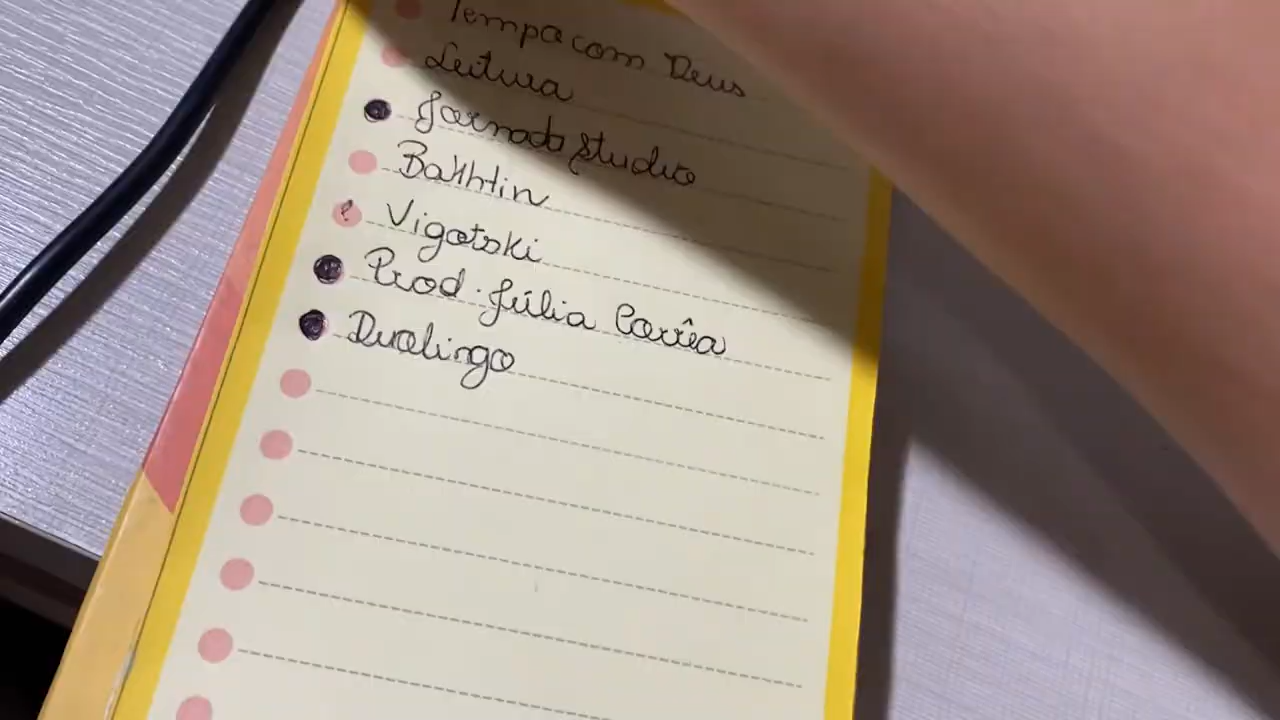 Tempo com Deus
Leitura
Jornada Studio
Bakhtin
Vigotski
Prod. Júlia Corrêa
Duolingo